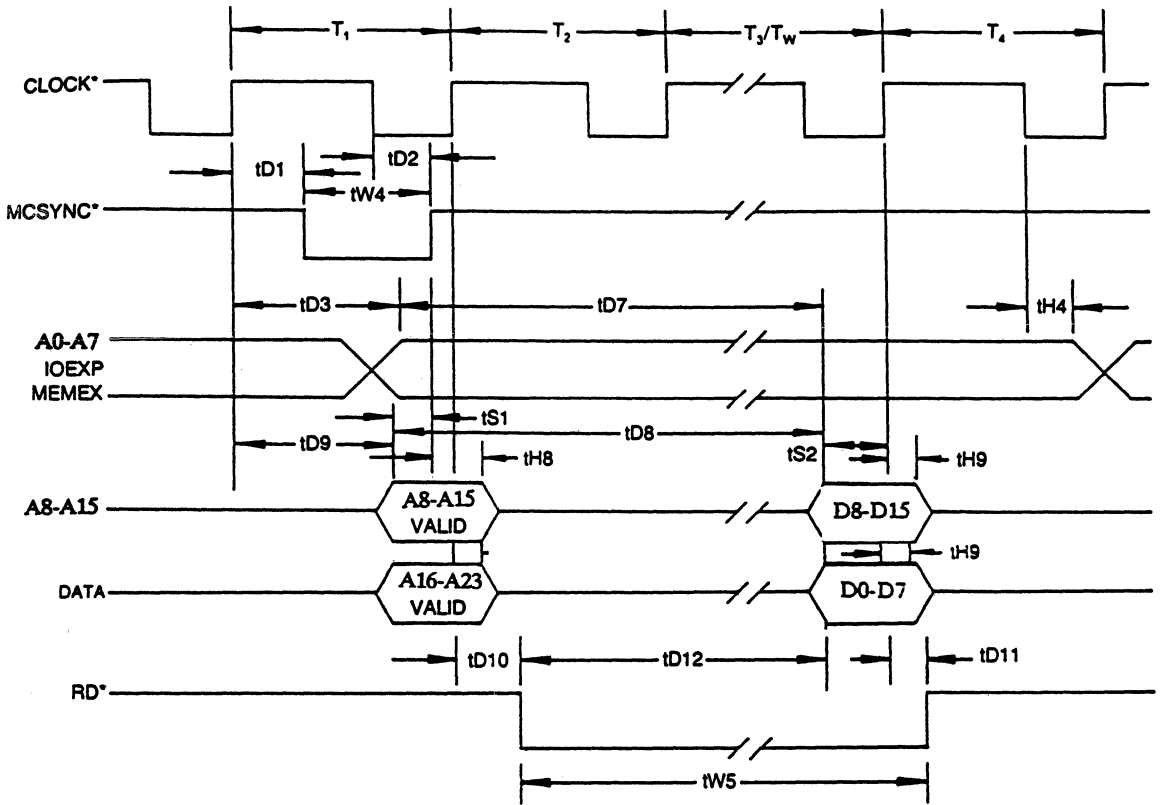 T1 T2 T3/TW T4
CLOCK*
tD1 tD2
tW4
MCSYNC*
tD3 tD7 tH4
A0-A7
IOEXP
MEMEX
tS1
tD9 tD8
tH8 tS2 tH9
A8-A15 A8-A15 D8-D15
VALID
tH9
DATA A16-A23 D0-D7
VALID
tD10 tD12 tD11
RD*
tW5